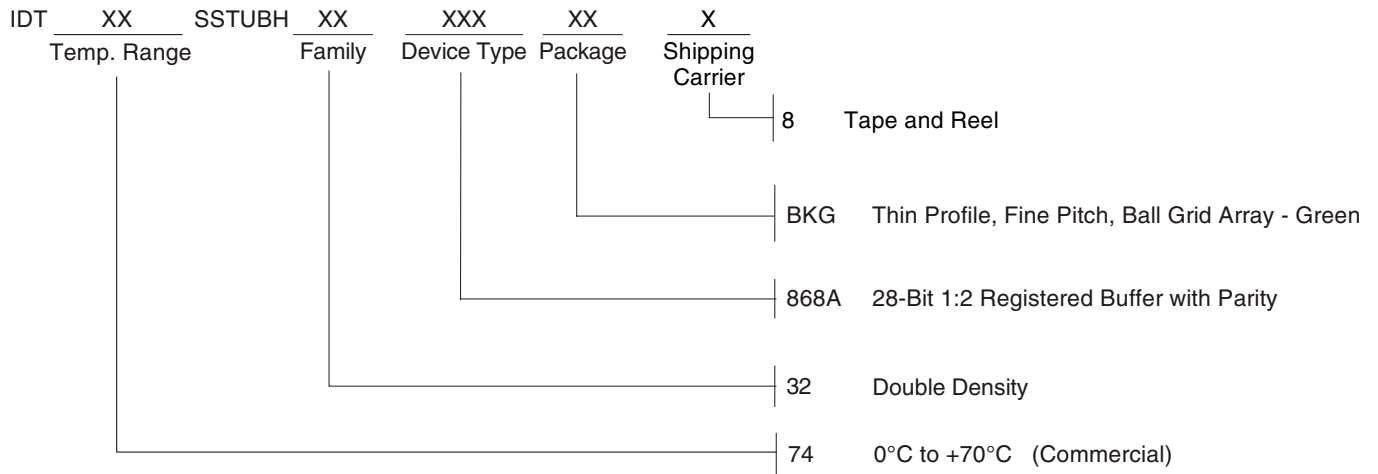 IDT XX SSTUBH XX XXX XX X
Temp. Range Family Device Type Package Shipping
Carrier
8 Tape and Reel
BKG Thin Profile, Fine Pitch, Ball Grid Array - Green
868A 28-Bit 1:2 Registered Buffer with Parity
32 Double Density
74 0°C to +70°C (Commercial)